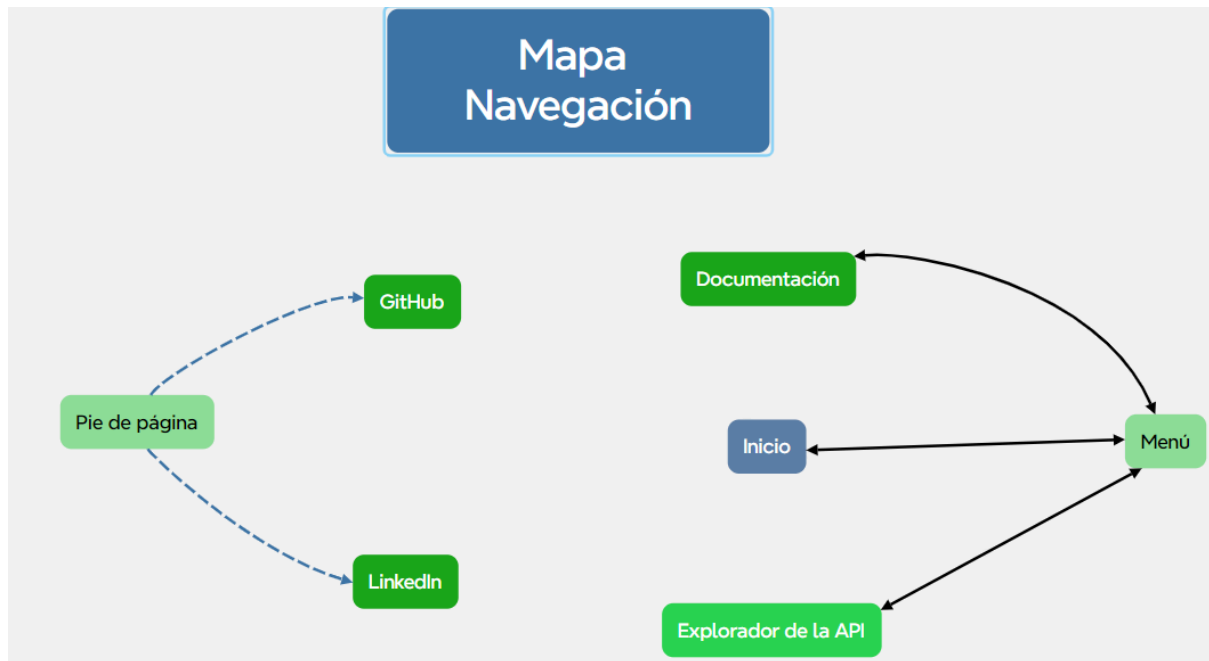 Mapa
Navegación
Documentación
GitHub
Pie de página
Inicio
Menú
LinkedIn
Explorador de la API